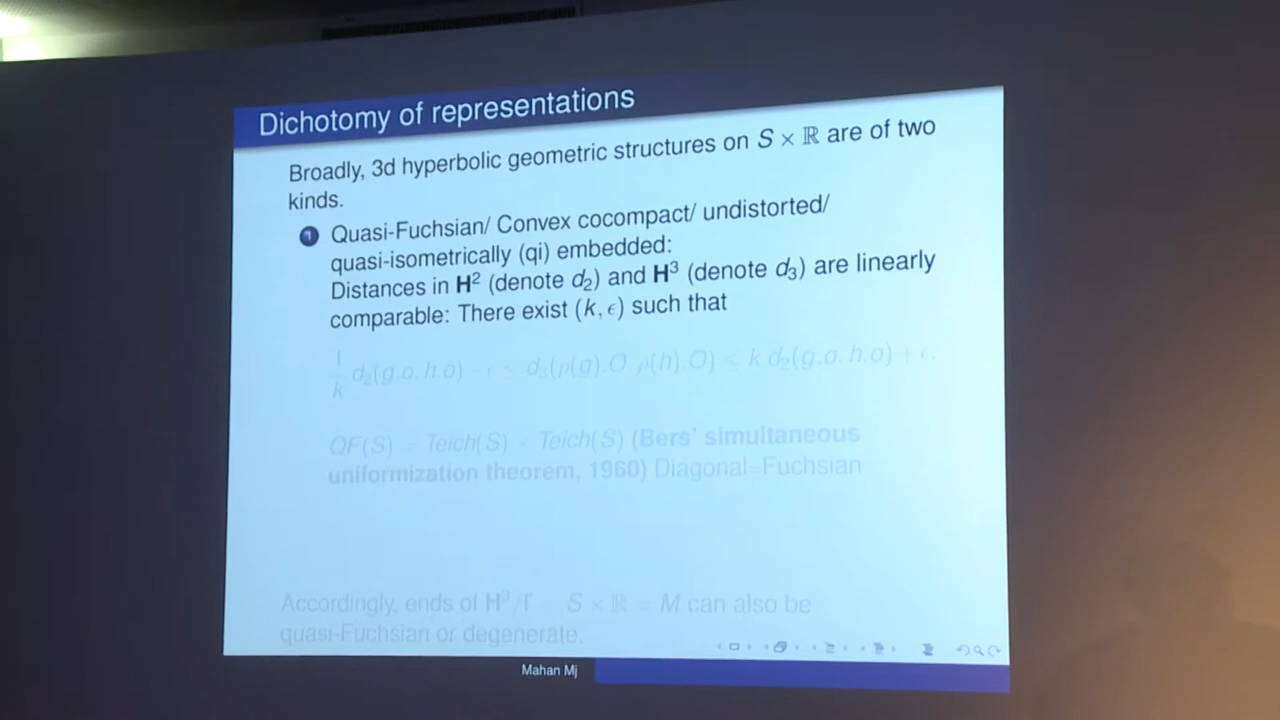 Dichotomy of representations
Broadly, 3d hyperbolic geometric structures on S × ℝ are of two
kinds.
1 Quasi-Fuchsian/ Convex cocompact/ undistorted/
quasi-isometrically (qi) embedded:
Distances in H² (denote d₂) and H³ (denote d₃) are linearly
comparable: There exist (k, ϵ) such that
1/k d₂(g.o, h.o) − ϵ ≤ d₃(ρ(g).O, ρ(h).O) ≤ k d₂(g.o, h.o) + ϵ.
QF(S) = Teich(S) × Teich(S) (Bers' simultaneous
uniformization theorem, 1960) Diagonal=Fuchsian
Accordingly, ends of H³/Γ = S × ℝ = M can also be
quasi-Fuchsian or degenerate.
Mahan Mj